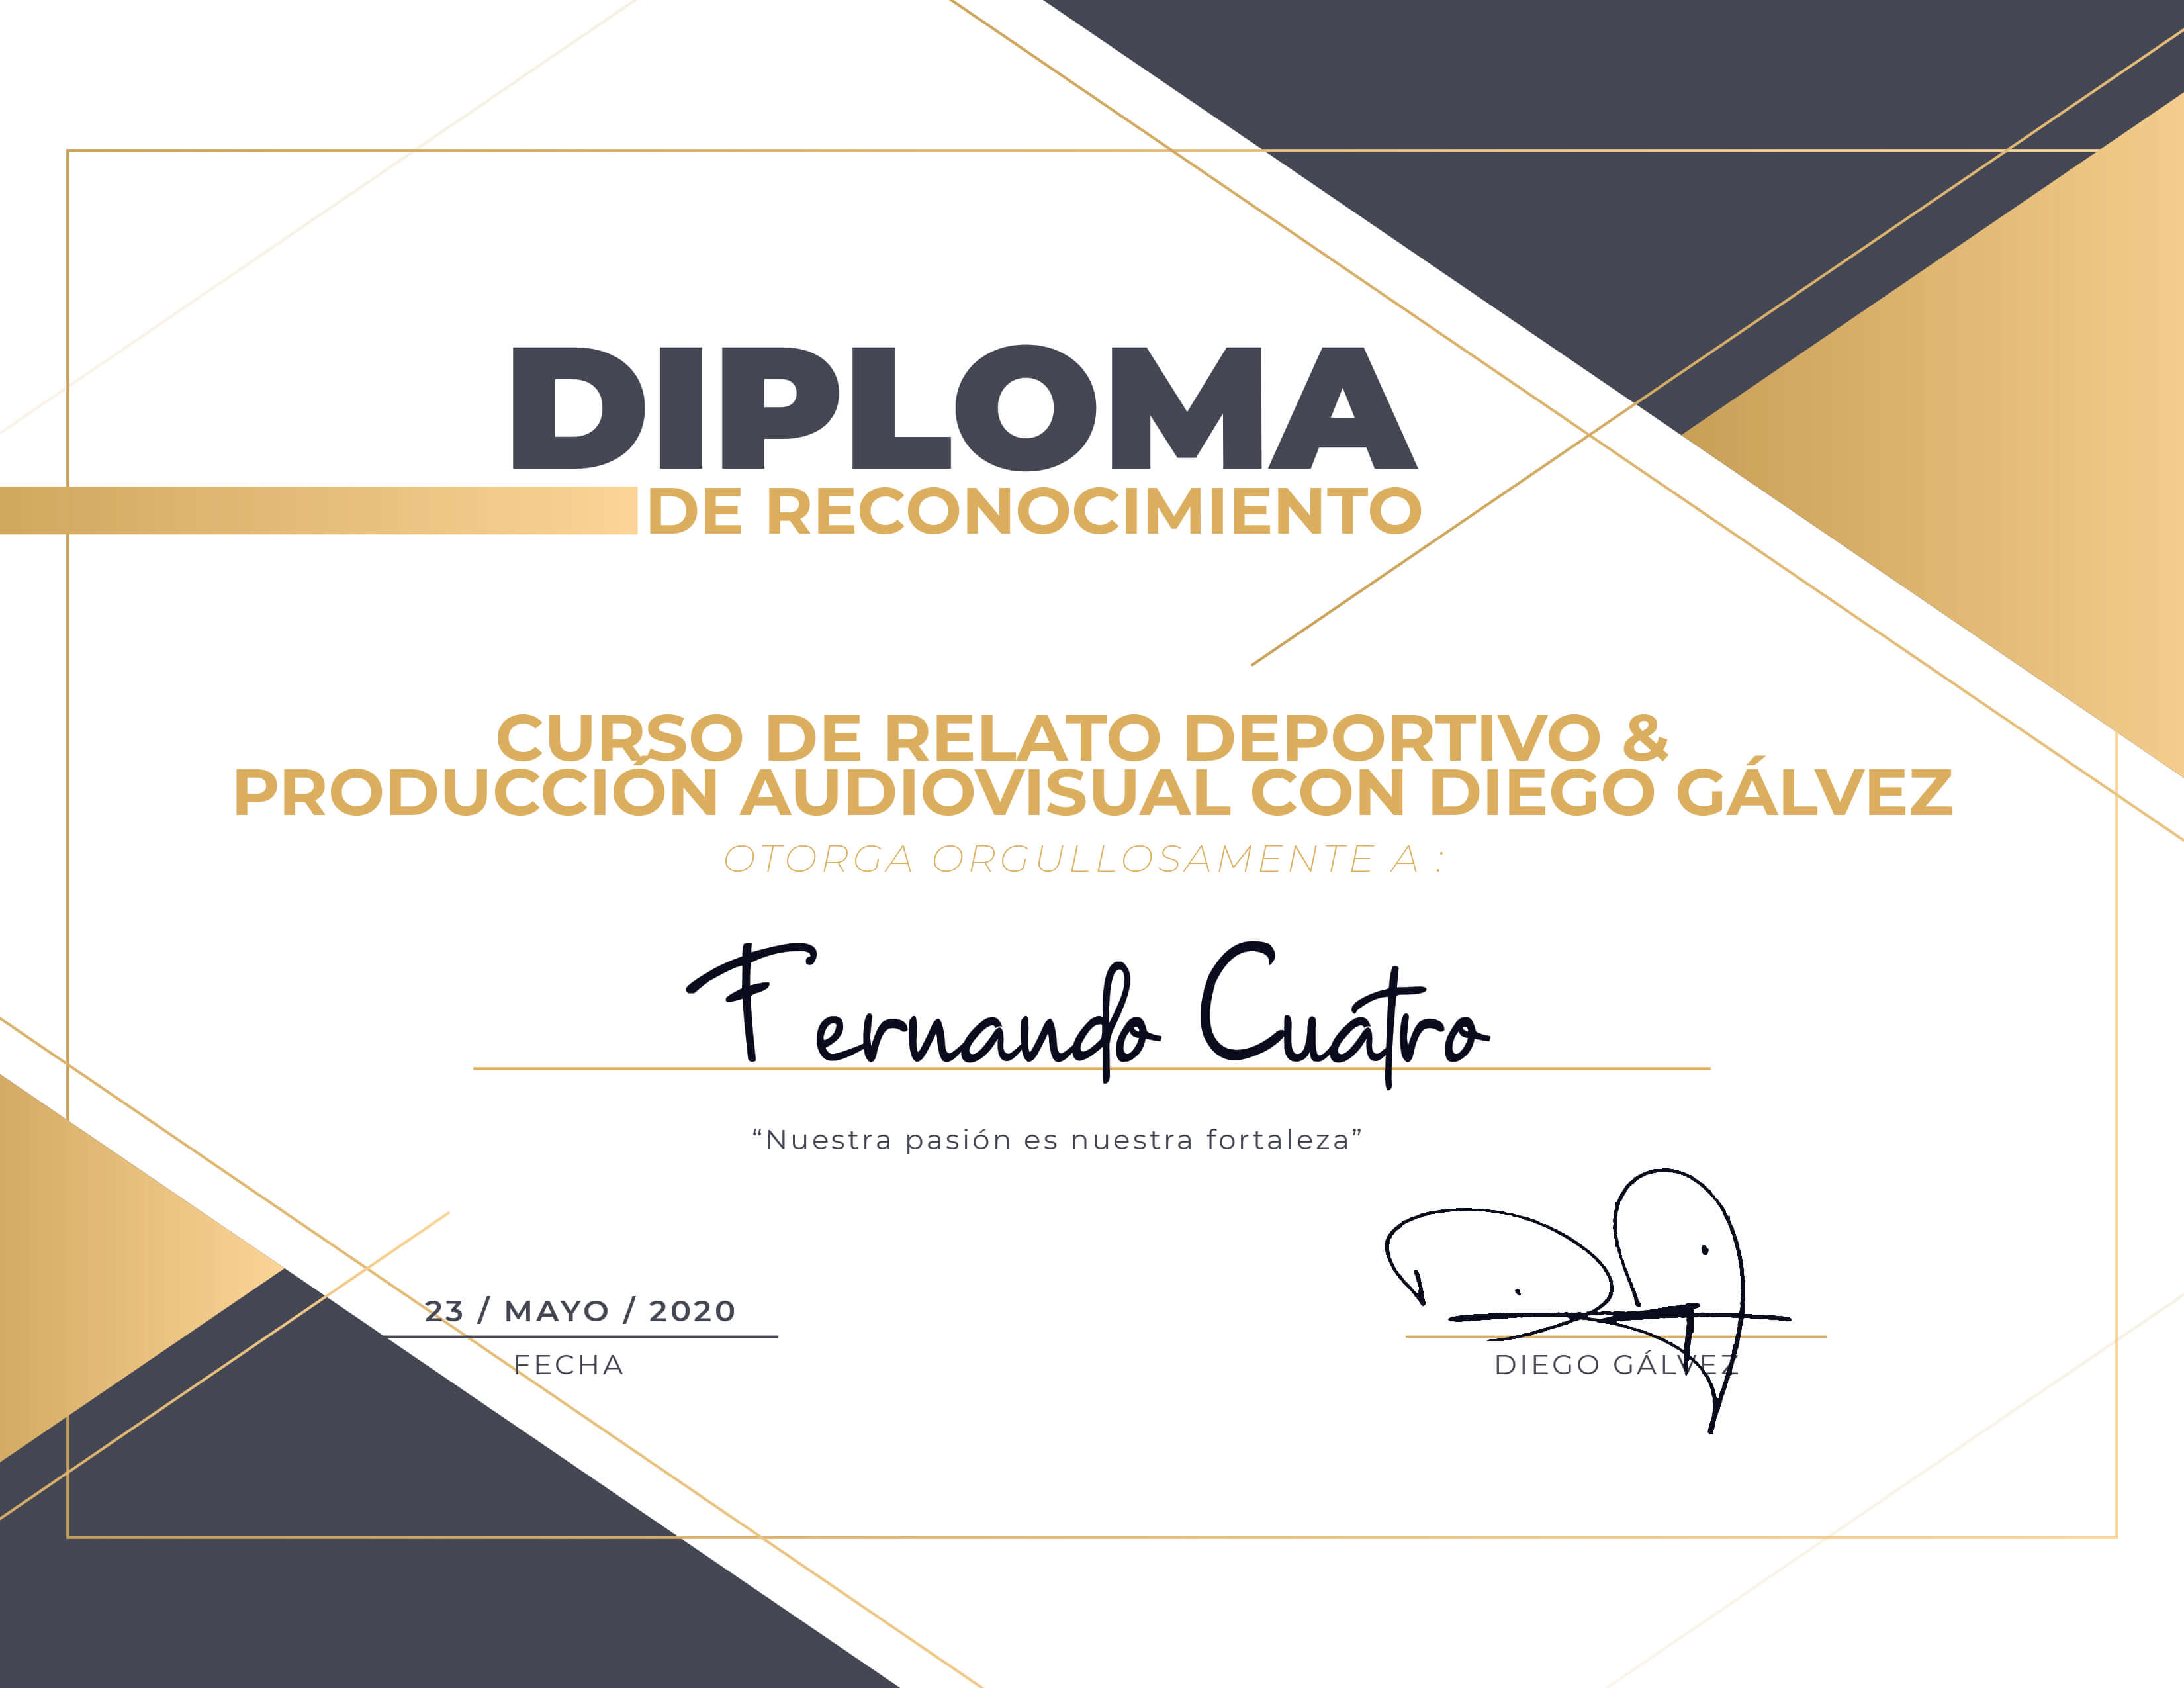 DIPLOMA
DE RECONOCIMIENTO
CURSO DE RELATO DEPORTIVO &
PRODUCCIÓN AUDIOVISUAL CON DIEGO GÁLVEZ
OTORGA ORGULLOSAMENTE A :
Fernando Cuatro
“Nuestra pasión es nuestra fortaleza”
23 / MAYO / 2020
FECHA
DIEGO GÁLVEZ